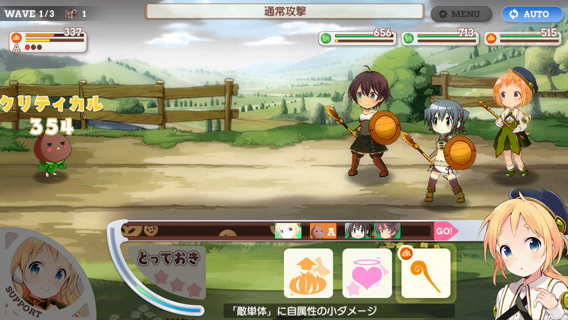 WAVE 1/3
1
通常攻撃
MENU
AUTO
337
A
656
713
515
クリティカル
354
A
GO!
とっておき
SUPPORT
「敵単体」に自属性の小ダメージ